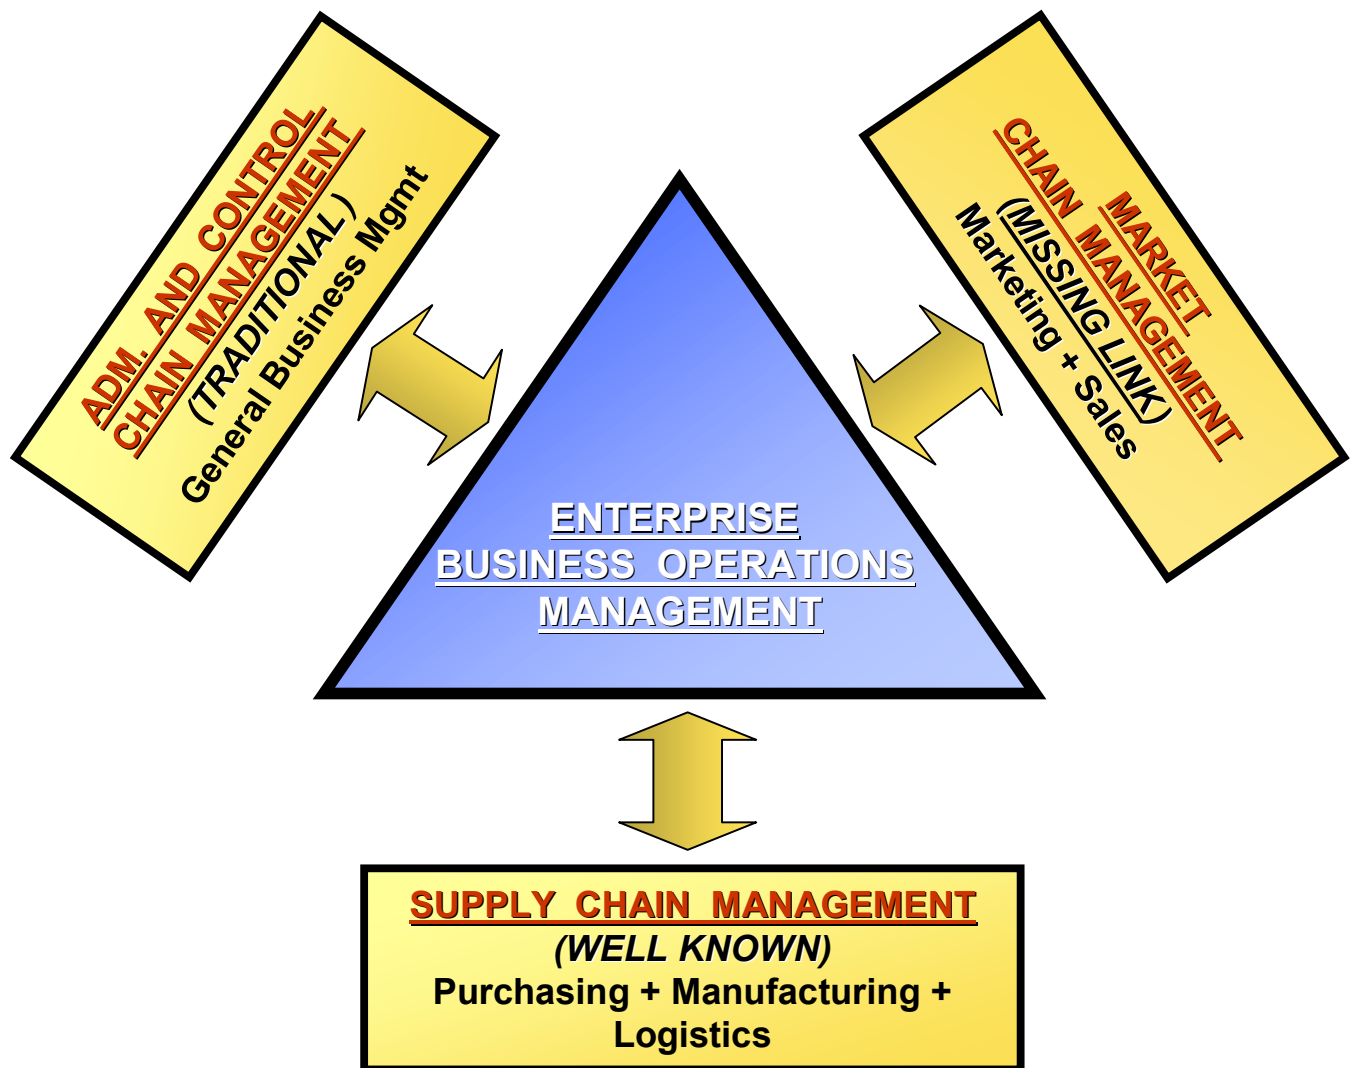 ADM. AND CONTROL
CHAIN MANAGEMENT
(TRADITIONAL)
General Business Mgmt
MARKET
CHAIN MANAGEMENT
(MISSING LINK)
Marketing + Sales
ENTERPRISE
BUSINESS OPERATIONS
MANAGEMENT
SUPPLY CHAIN MANAGEMENT
(WELL KNOWN)
Purchasing + Manufacturing +
Logistics